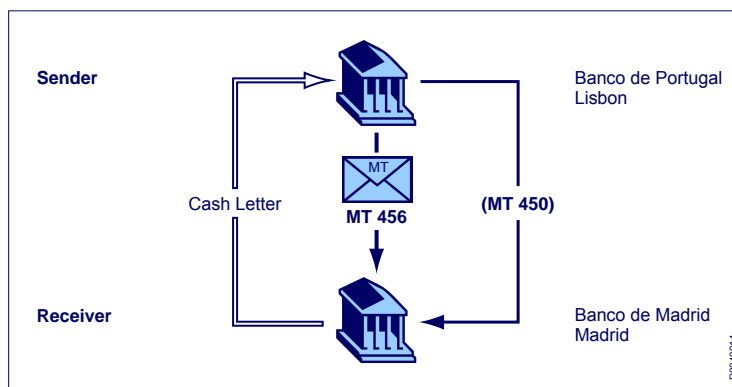 Sender
Banco de Portugal
Lisbon
MT
Cash Letter
MT 456
(MT 450)
Receiver
Banco de Madrid
Madrid